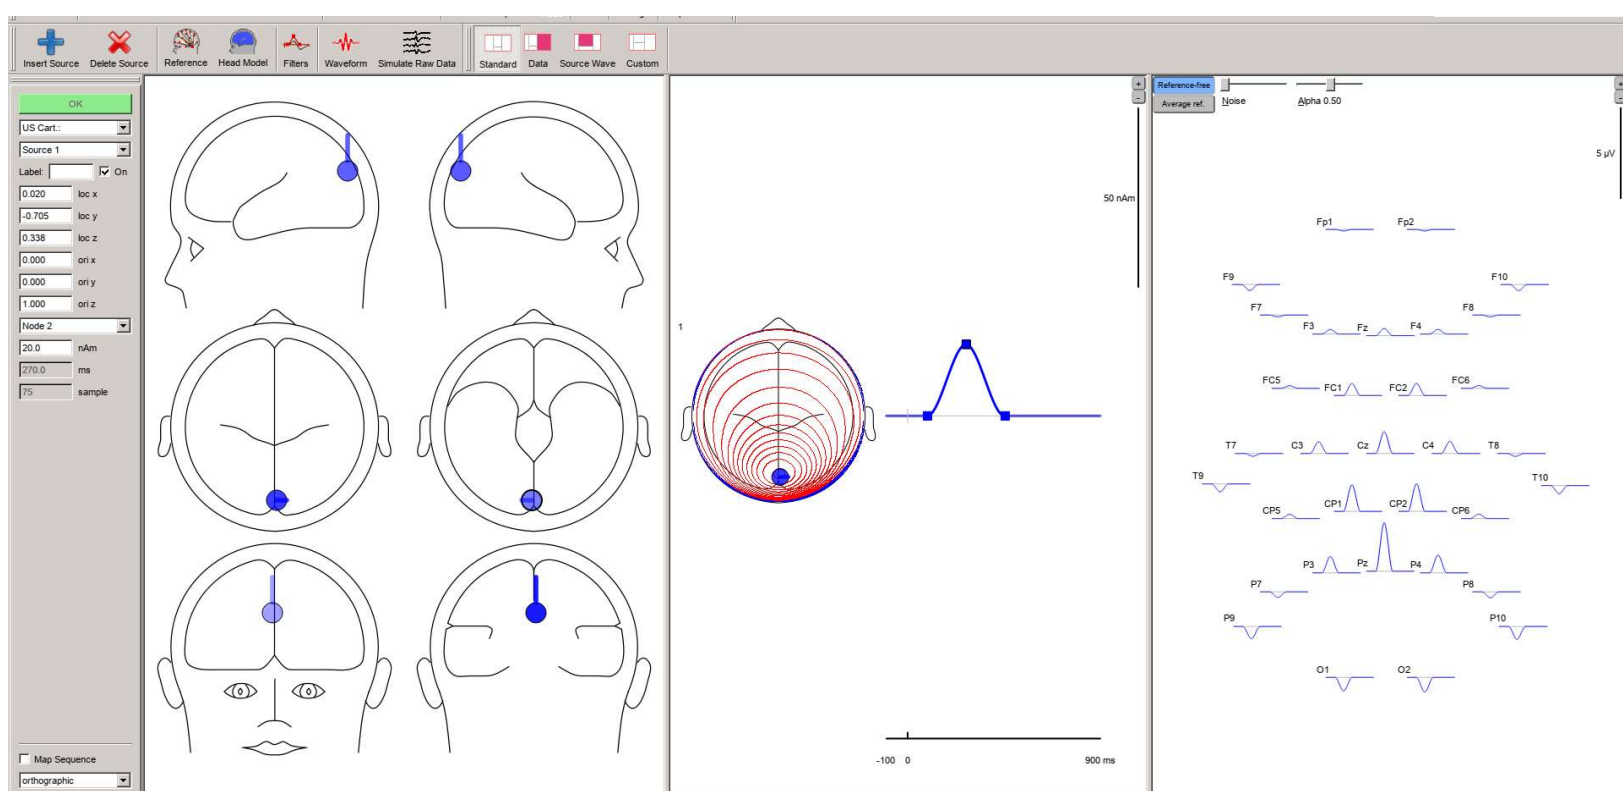 Insert Source Delete Source Reference Head Model Filters Waveform Simulate Raw Data Standard Data Source Wave Custom
OK
US Cart.:
Source 1
Label: On
0.020 loc x
-0.705 loc y
0.338 loc z
0.000 ori x
0.000 ori y
1.000 ori z
Node 2
20.0 nAm
270.0 ms
75 sample
Map Sequence
orthographic
+
-
50 nAm
1
-100 0 900 ms
Reference-free
Average ref.
Noise
Alpha 0.50
+
-
5 µV
Fp1 Fp2
F9 F10
F7 F8
F3 Fz F4
FC5 FC1 FC2 FC6
T7 C3 Cz C4 T8
T9 T10
CP5 CP1 CP2 CP6
P3 Pz P4
P7 P8
P9 P10
O1 O2